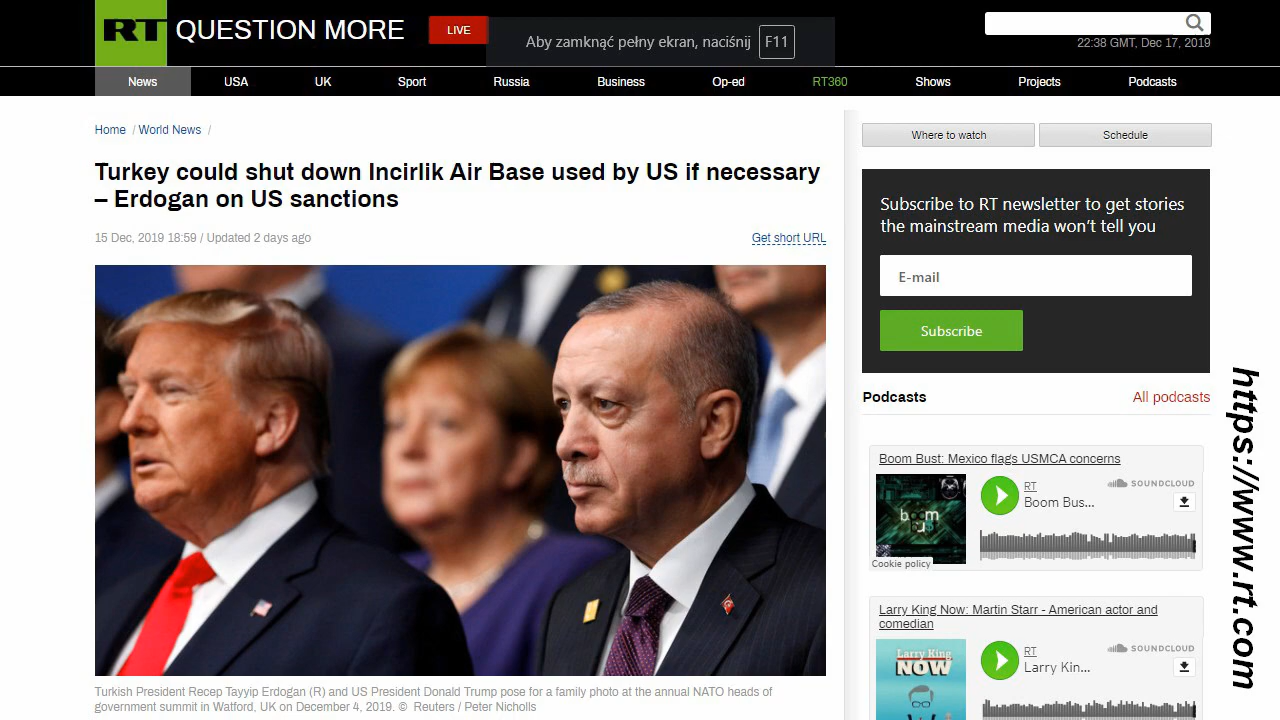 RT QUESTION MORE
LIVE
Aby zamknąć pełny ekran, naciśnij F11
22:38 GMT, Dec 17, 2019
News USA UK Sport Russia Business Op-ed RT360 Shows Projects Podcasts
Home / World News /
Turkey could shut down Incirlik Air Base used by US if necessary
– Erdogan on US sanctions
15 Dec, 2019 18:59 / Updated 2 days ago
Get short URL
Turkish President Recep Tayyip Erdogan (R) and US President Donald Trump pose for a family photo at the annual NATO heads of
government summit in Watford, UK on December 4, 2019. © Reuters / Peter Nicholls
Where to watch
Schedule
Subscribe to RT newsletter to get stories
the mainstream media won't tell you
E-mail
Subscribe
Podcasts
All podcasts
Boom Bust: Mexico flags USMCA concerns
boom
bust
RT
Boom Bus...
SOUNDCLOUD
Cookie policy
Larry King Now: Martin Starr - American actor and
comedian
Larry King
NOW
RT
Larry Kin...
SOUNDCLOUD
https://www.rt.com